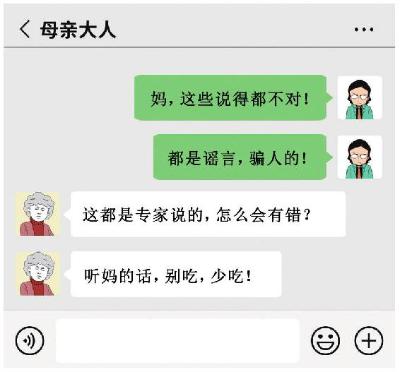 母亲大人
妈,这些说得都不对!
都是谣言,骗人的!
这都是专家说的,怎么会有错?
听妈的话,别吃,少吃!